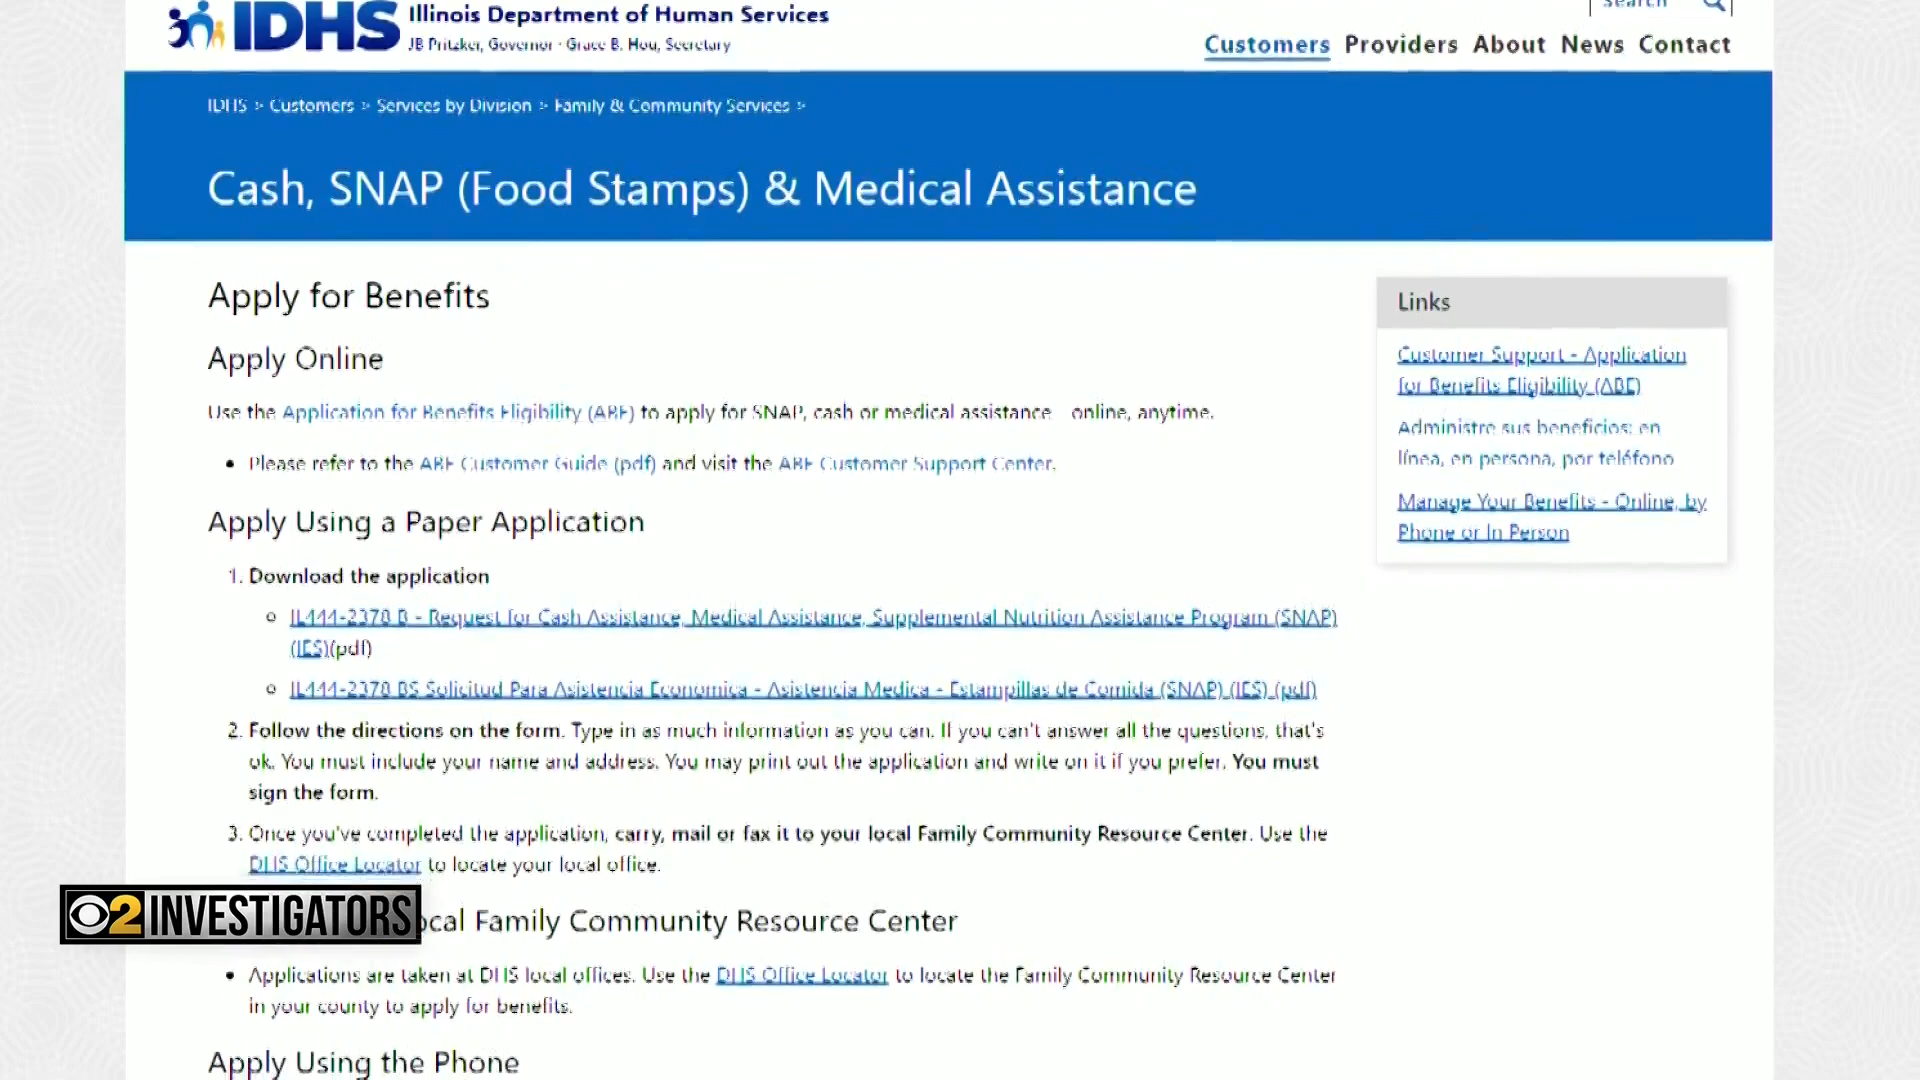 IDHS Illinois Department of Human Services
JB Pritzker, Governor · Grace B. Hou, Secretary
Search
Customers Providers About News Contact
IDHS > Customers > Services by Division > Family & Community Services >
Cash, SNAP (Food Stamps) & Medical Assistance
Apply for Benefits
Apply Online
Use the Application for Benefits Eligibility (ABE) to apply for SNAP, cash or medical assistance online, anytime.
• Please refer to the ABE Customer Guide (pdf) and visit the ABE Customer Support Center.
Apply Using a Paper Application
1. Download the application
IL444-2378 B - Request for Cash Assistance, Medical Assistance, Supplemental Nutrition Assistance Program (SNAP)
(IES)(pdf)
IL444-2378 BS Solicitud Para Asistencia Economica - Asistencia Medica - Estampillas de Comida (SNAP) (IES) (pdf)
2. Follow the directions on the form. Type in as much information as you can. If you can't answer all the questions, that's
ok. You must include your name and address. You may print out the application and write on it if you prefer. You must
sign the form.
3. Once you've completed the application, carry, mail or fax it to your local Family Community Resource Center. Use the
DHS Office Locator to locate your local office.
ocal Family Community Resource Center
• Applications are taken at DHS local offices. Use the DHS Office Locator to locate the Family Community Resource Center
in your county to apply for benefits.
Apply Using the Phone
Links
Customer Support - Application
for Benefits Eligibility (ABE)
Administre sus beneficios: en
línea, en persona, por teléfono
Manage Your Benefits - Online, by
Phone or In Person
2 INVESTIGATORS